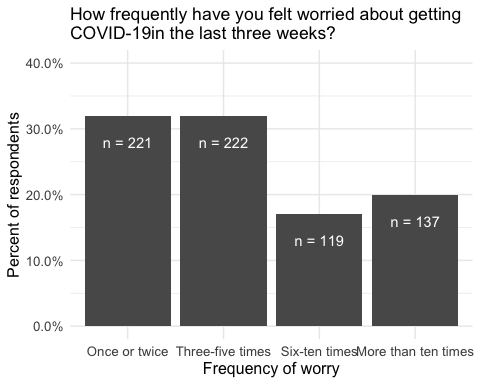 How frequently have you felt worried about getting
COVID-19in the last three weeks?
Percent of respondents
40.0%
30.0%
20.0%
10.0%
0.0%
n = 221
n = 222
n = 119
n = 137
Once or twice
Three-five times
Six-ten times
More than ten times
Frequency of worry